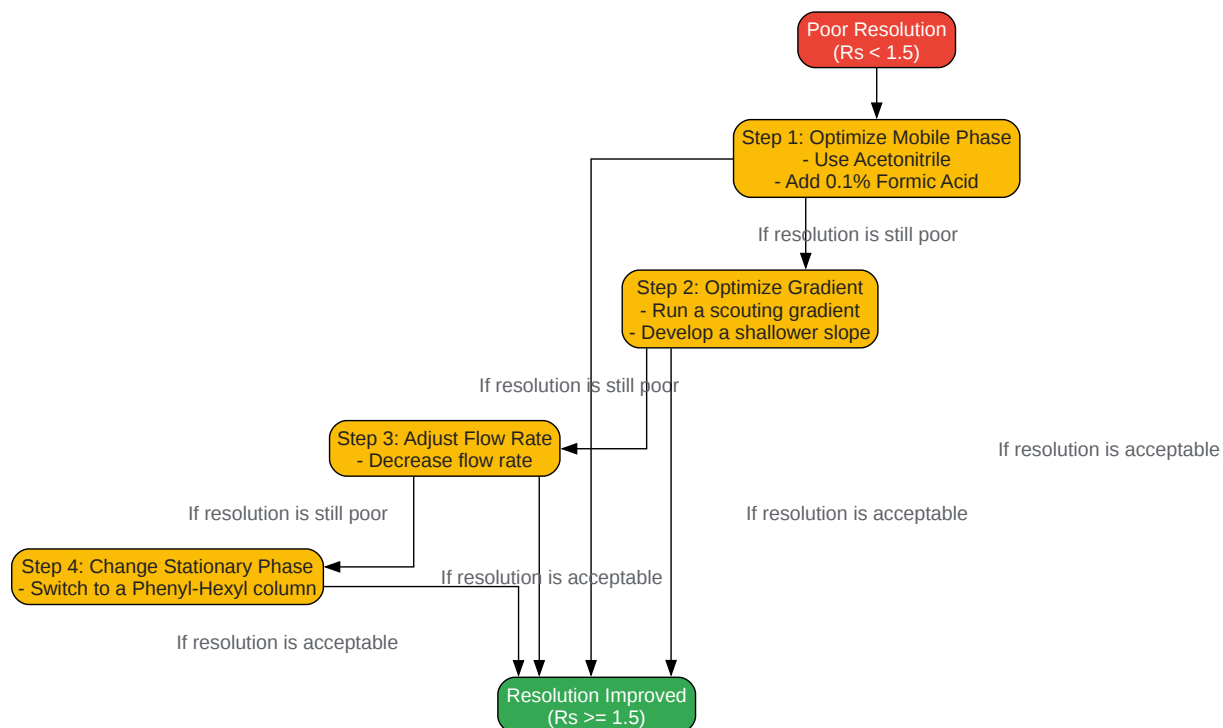 Poor Resolution
(Rs < 1.5)
Step 1: Optimize Mobile Phase
- Use Acetonitrile
- Add 0.1% Formic Acid
If resolution is still poor
Step 2: Optimize Gradient
- Run a scouting gradient
- Develop a shallower slope
If resolution is still poor
Step 3: Adjust Flow Rate
- Decrease flow rate
If resolution is acceptable
If resolution is still poor
If resolution is acceptable
Step 4: Change Stationary Phase
- Switch to a Phenyl-Hexyl column
If resolution is acceptable
If resolution is acceptable
Resolution Improved
(Rs >= 1.5)